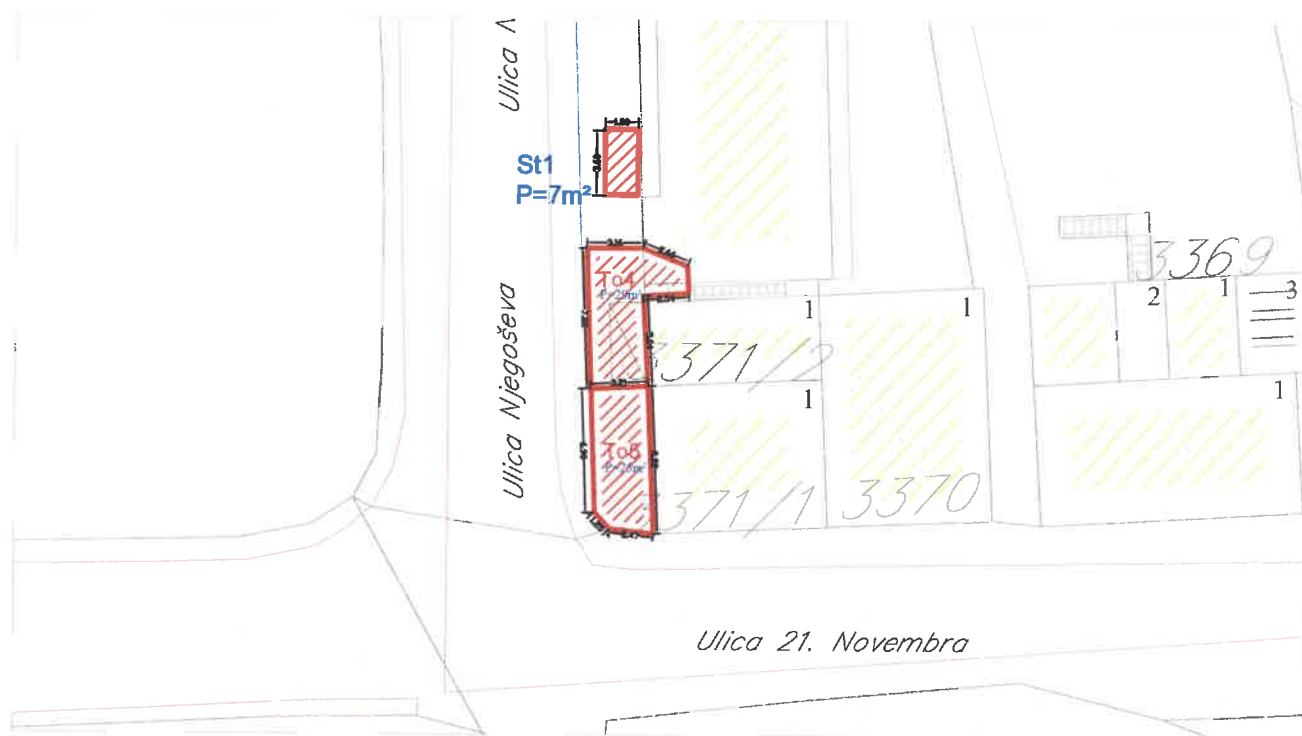 Ulica N
St1
P=7m²
3369
To4
1
1
2
1
3
Ulica Njegoševa
3371/2
1
1
To5
3371/1
3370
Ulica 21. Novembra